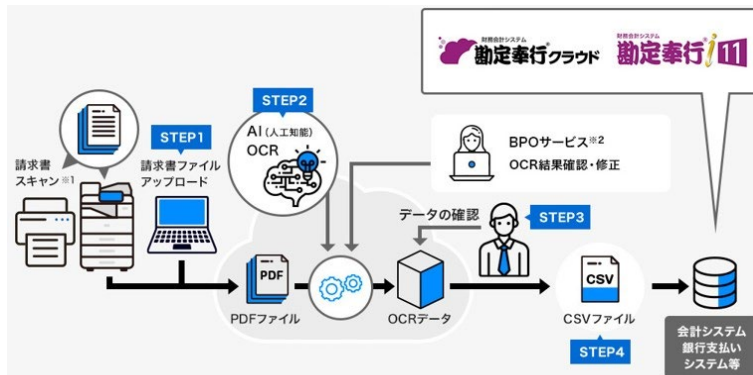 財務会計システム
勘定奉行クラウド
財務会計システム
勘定奉行i11
STEP2
AI(人工知能)
OCR
STEP1
請求書
スキャン※1
請求書ファイル
アップロード
BPOサービス※2
OCR結果確認・修正
データの確認
STEP3
PDF
CSV
PDFファイル
OCRデータ
CSVファイル
STEP4
会計システム
銀行支払い
システム等